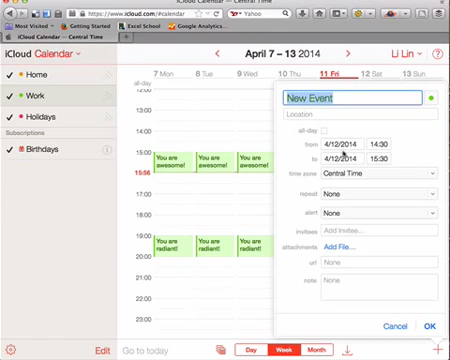 iCloud Calendar — Central Time
https://www.icloud.com/#calendar
Yahoo
Most Visited
Getting Started
Excel School
Google Analytics...
iCloud Calendar — Central Time
iCloud Calendar
April 7 – 13 2014
Li Lin
Home
Work
Holidays
Subscriptions
Birthdays
7 Mon
8 Tue
9 Wed
10 Thu
11 Fri
12 Sat
13 Sun
all-day
12:00
13:00
14:00
15:00
15:56
17:00
18:00
19:00
20:00
21:00
22:00
23:00
You are awesome!
You are awesome!
You are awesome!
You are radiant!
You are radiant!
You are radiant!
New Event
Location
all-day
from 4/12/2014 14:30
to 4/12/2014 15:30
time zone Central Time
repeat None
alert None
invitees Add Invitee...
attachments Add File...
url None
note None
Cancel OK
Edit
Go to today
Day Week Month